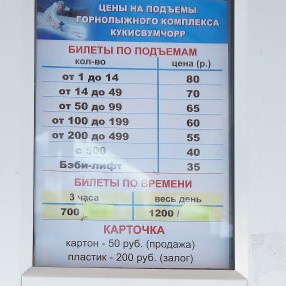 ЦЕНЫ НА ПОДЪЕМЫ
ГОРНОЛЫЖНОГО КОМПЛЕКСА
КУКИСВУМЧОРР
БИЛЕТЫ ПО ПОДЪЕМАМ
кол-во цена (р.)
от 1 до 14 80
от 14 до 49 70
от 50 до 99 65
от 100 до 199 60
от 200 до 499 55
с 500 40
Бэби-лифт 35
БИЛЕТЫ ПО ВРЕМЕНИ
3 часа весь день
700 1200 /
КАРТОЧКА
картон - 50 руб. (продажа)
пластик - 200 руб. (залог)